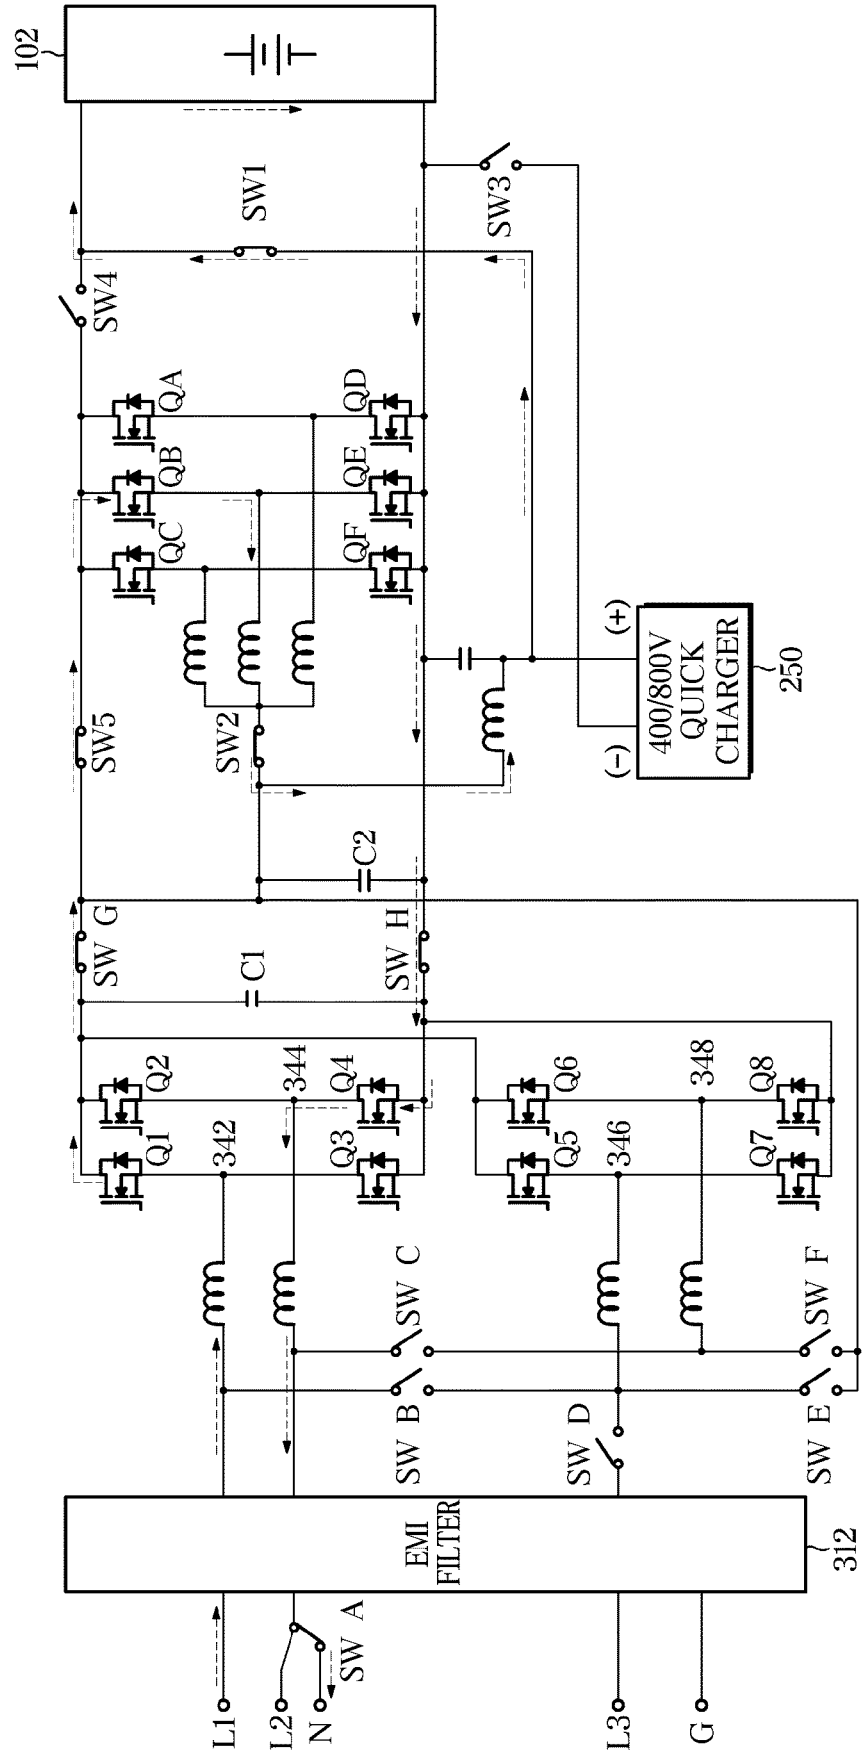 102
SW1
SW3
SW4
QA
QD
QB
QE
QC
QF
SW5
SW2
(+)
(-)
400/800V
QUICK
CHARGER
250
C2
SW G
SW H
C1
Q2
344
Q4
Q6
348
Q8
Q1
342
Q3
Q5
346
Q7
SW C
SW F
SW B
SW D
SW E
EMI
FILTER
312
SW A
L1
L2
N
L3
G